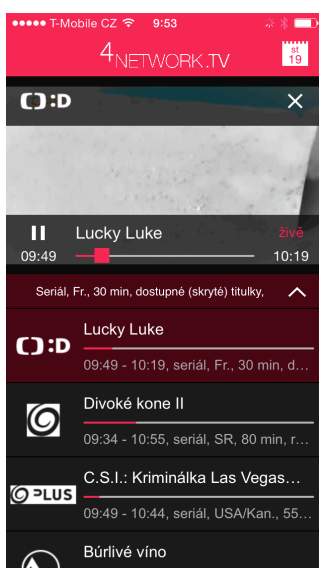 T-Mobile CZ 9:53
4NETWORK.TV
st
19
:D
Lucky Luke živě
09:49 10:19
Seriál, Fr., 30 min, dostupné (skryté) titulky,
:D
Lucky Luke
09:49 - 10:19, seriál, Fr., 30 min, d...
Divoké kone II
09:34 - 10:55, seriál, SR, 80 min, r...
PLUS
C.S.I.: Kriminálka Las Vegas...
09:49 - 10:44, seriál, USA/Kan., 55...
Búrlivé víno